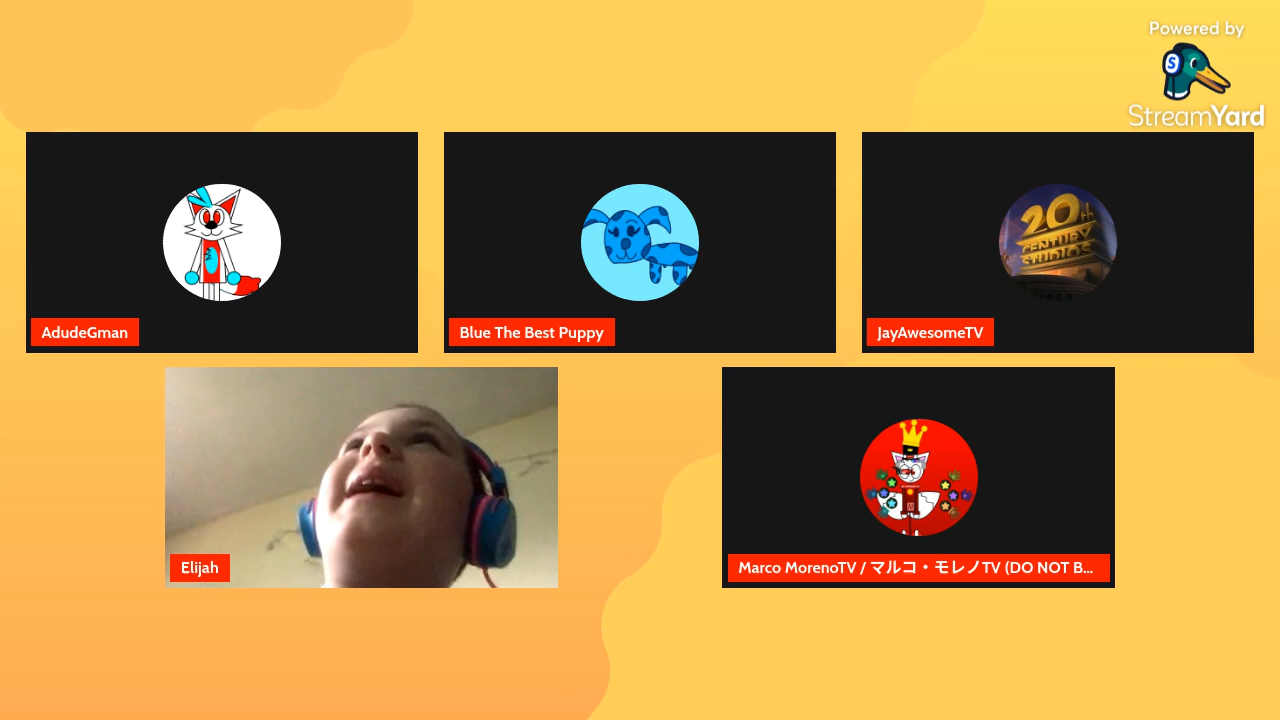 Powered by
S
StreamYard
AdudeGman
Blue The Best Puppy
20th
CENTURY
STUDIOS
JayAwesomeTV
Elijah
Marco MorenoTV / マルコ・モレノTV (DO NOT B...